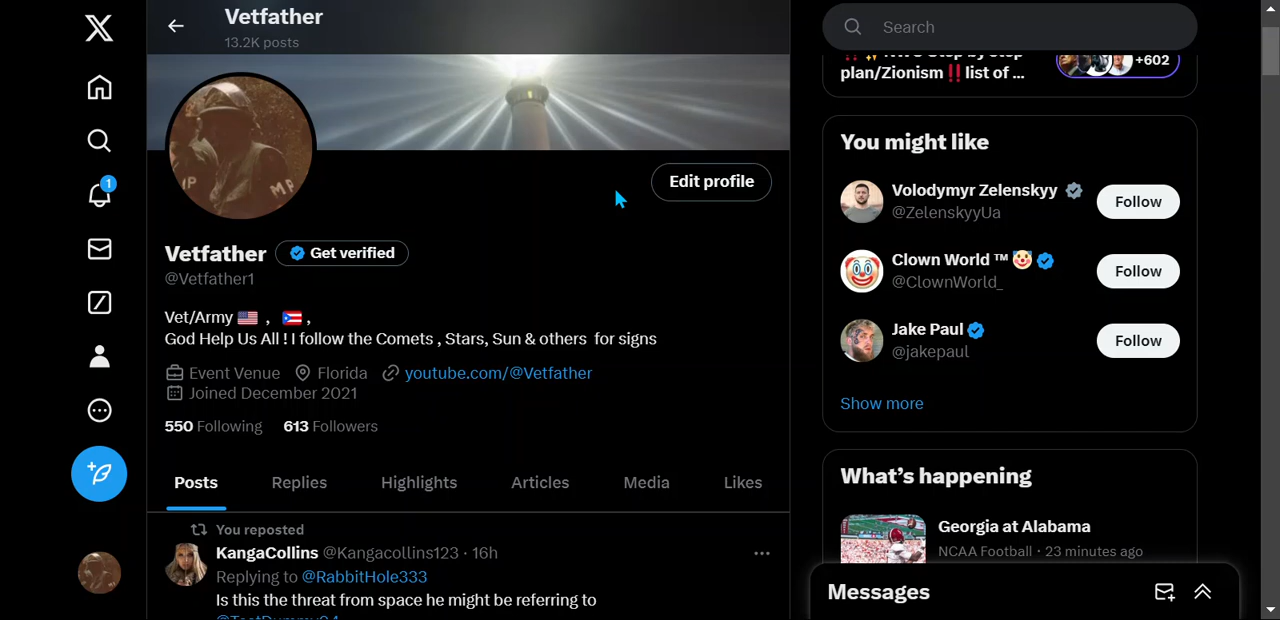 Vetfather
13.2K posts
MP
Edit profile
Vetfather
Get verified
@Vetfather1
Vet/Army 🇺🇸 , 🇵🇷 ,
God Help Us All ! I follow the Comets , Stars, Sun & others for signs
Event Venue
Florida
youtube.com/@Vetfather
Joined December 2021
550 Following
613 Followers
Posts
Replies
Highlights
Articles
Media
Likes
You reposted
KangaCollins @Kangacollins123 · 16h
Replying to @RabbitHole333
Is this the threat from space he might be referring to
1
Search
plan/Zionism‼️list of ...
+602
You might like
Volodymyr Zelenskyy
@ZelenskyyUa
Follow
Clown World ™ 🤡
@ClownWorld_
Follow
Jake Paul
@jakepaul
Follow
Show more
What’s happening
Georgia at Alabama
NCAA Football · 23 minutes ago
Messages